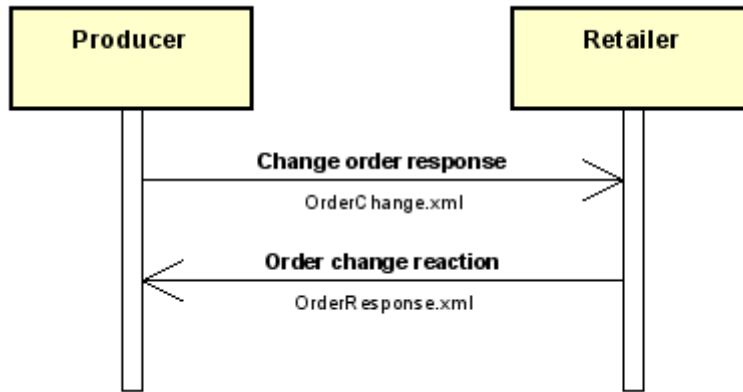 Producer
Retailer
Change order response
OrderChange.xml
Order change reaction
OrderResponse.xml